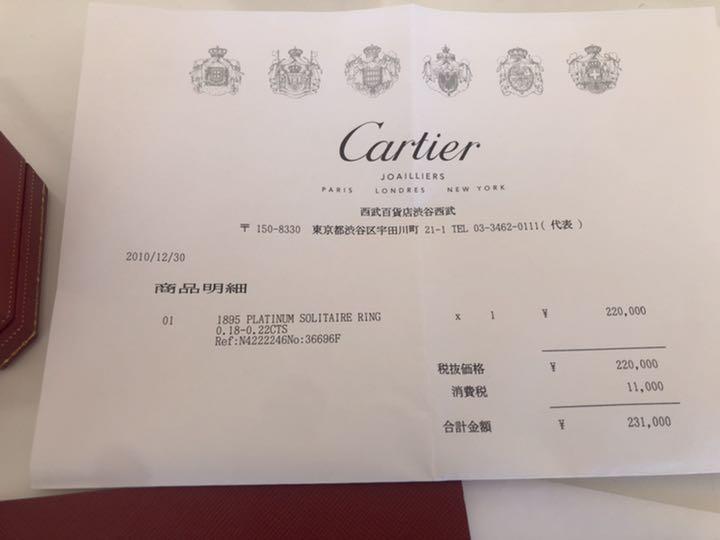 Cartier
JOAILLIERS
PARIS LONDRES NEW YORK
西武百貨店渋谷西武
〒 150-8330 東京都渋谷区宇田川町 21-1 TEL 03-3462-0111( 代表 )
2010/12/30
商品明細
01 1895 PLATINUM SOLITAIRE RING x 1 ¥ 220,000
0.18-0.22CTS
Ref:N4222246No:36696F
税抜価格 ¥ 220,000
消費税 11,000
合計金額 ¥ 231,000